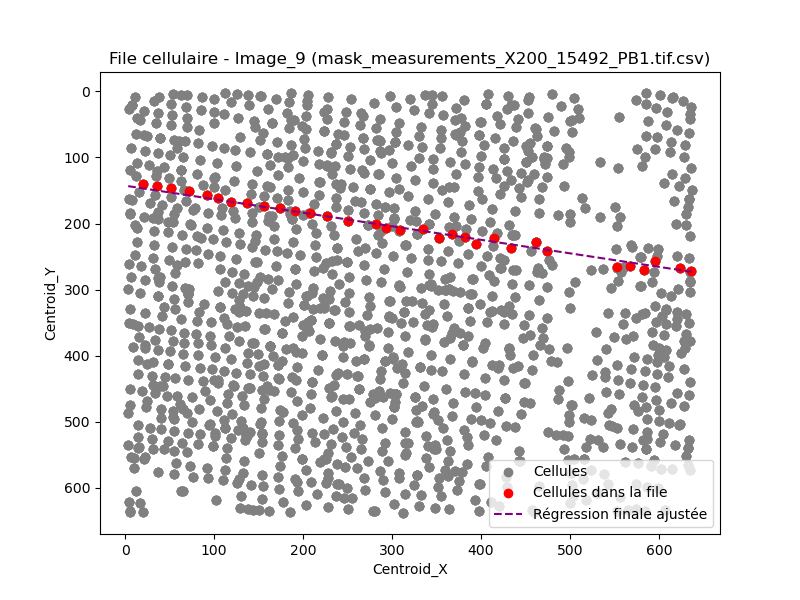 File cellulaire - Image_9 (mask_measurements_X200_15492_PB1.tif.csv)
0
100
200
300
400
500
600
Centroid_Y
Cellules
Cellules dans la file
Régression finale ajustée
0 100 200 300 400 500 600
Centroid_X